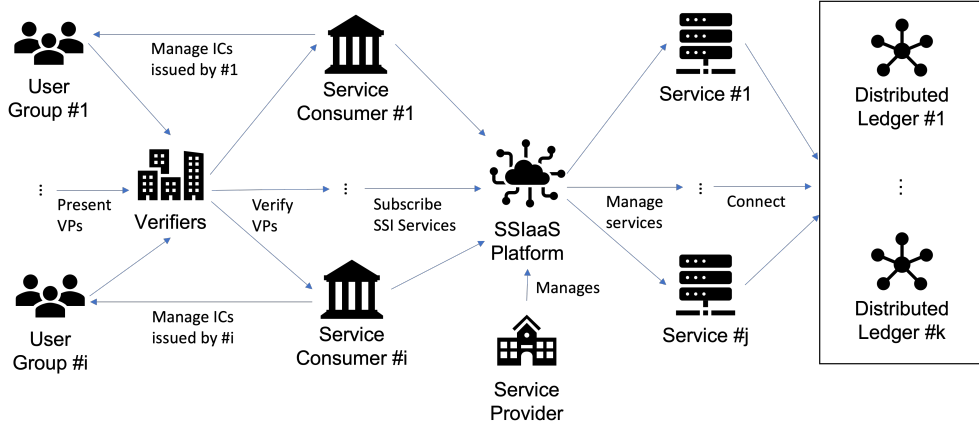 User
Group #1
Manage ICs
issued by #1
Service
Consumer #1
Service #1
Distributed
Ledger #1
⋮
Present
VPs
Verifiers
Verify
VPs
⋮
Subscribe
SSI Services
SSIaaS
Platform
Manage
services
⋮
Connect
⋮
User
Group #i
Manage ICs
issued by #i
Service
Consumer #i
Manages
Service
Provider
Service #j
Distributed
Ledger #k